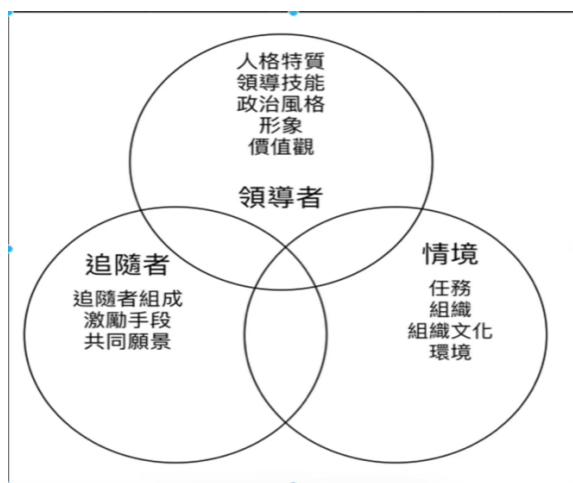 人格特質
領導技能
政治風格
形象
價值觀
領導者
追隨者
追隨者組成
激勵手段
共同願景
情境
任務
組織
組織文化
環境